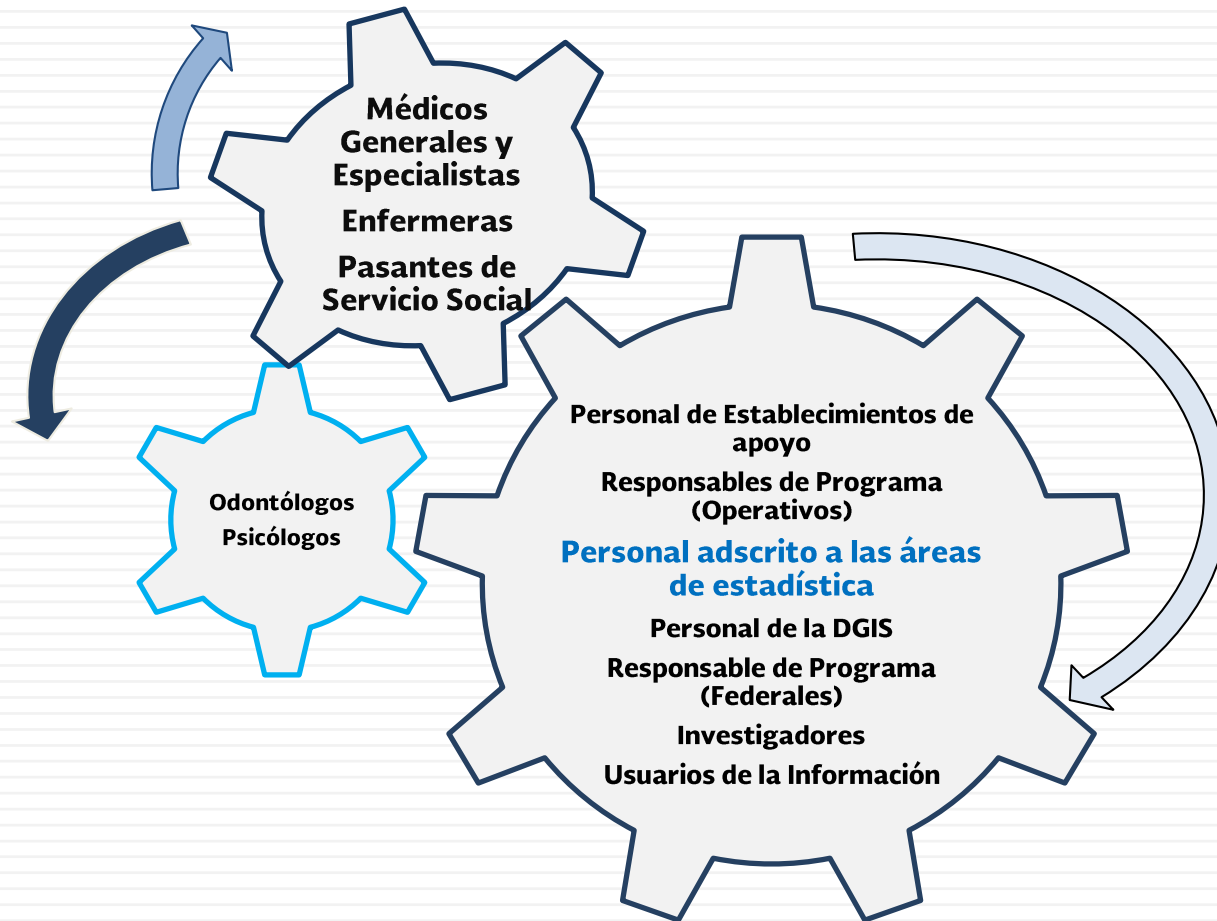 Médicos
Generales y
Especialistas
Enfermeras
Pasantes de
Servicio Social
Odontólogos
Psicólogos
Personal de Establecimientos de
apoyo
Responsables de Programa
(Operativos)
Personal adscrito a las áreas
de estadística
Personal de la DGIS
Responsable de Programa
(Federales)
Investigadores
Usuarios de la Información